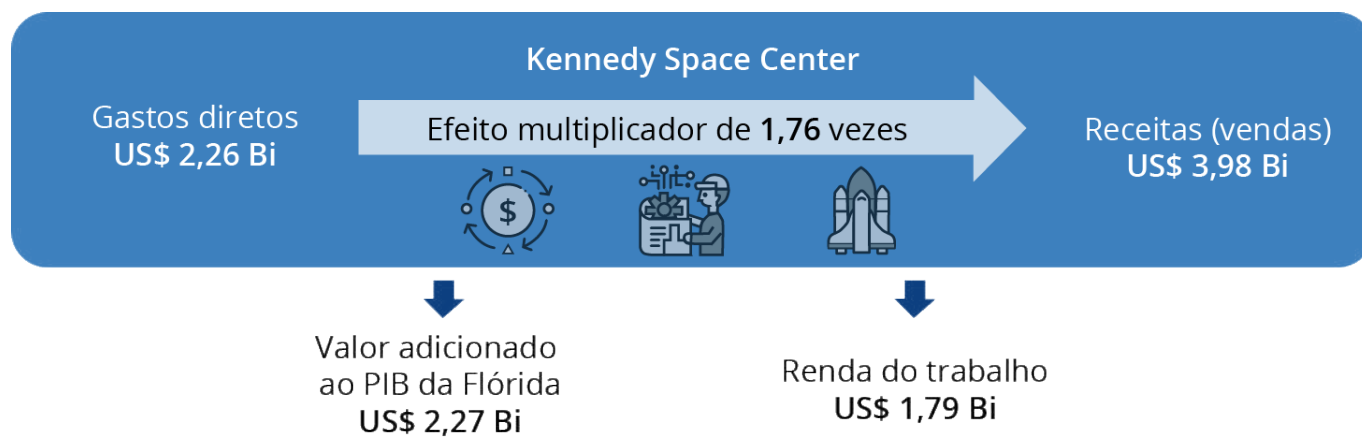 Kennedy Space Center
Gastos diretos
US$ 2,26 Bi
Efeito multiplicador de 1,76 vezes
Receitas (vendas)
US$ 3,98 Bi
$
Valor adicionado
ao PIB da Flórida
US$ 2,27 Bi
Renda do trabalho
US$ 1,79 Bi